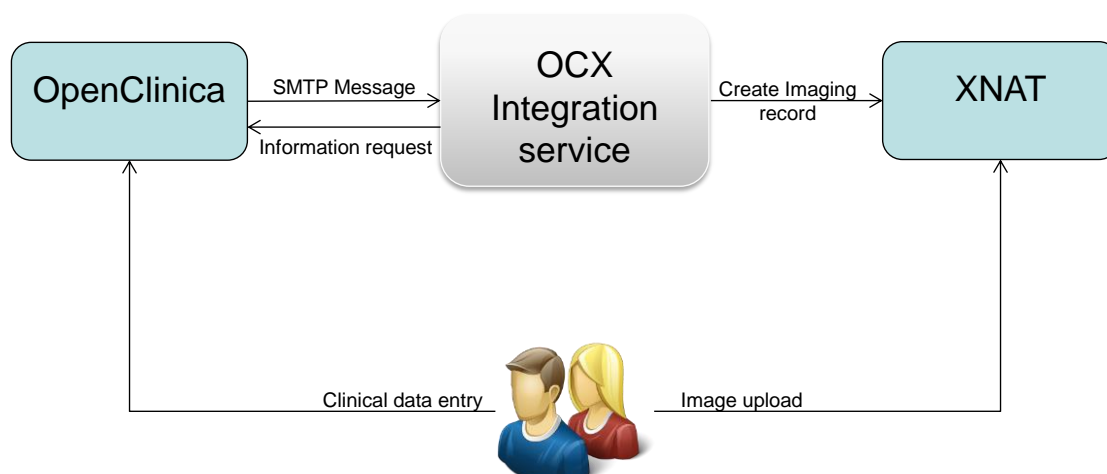 OpenClinica
SMTP Message
Information request
OCX
Integration
service
Create Imaging
record
XNAT
Clinical data entry
Image upload